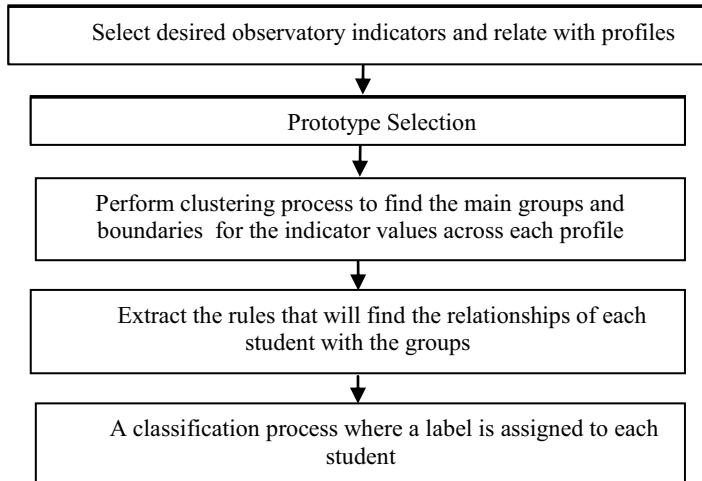 Select desired observatory indicators and relate with profiles
Prototype Selection
Perform clustering process to find the main groups and
boundaries for the indicator values across each profile
Extract the rules that will find the relationships of each
student with the groups
A classification process where a label is assigned to each
student